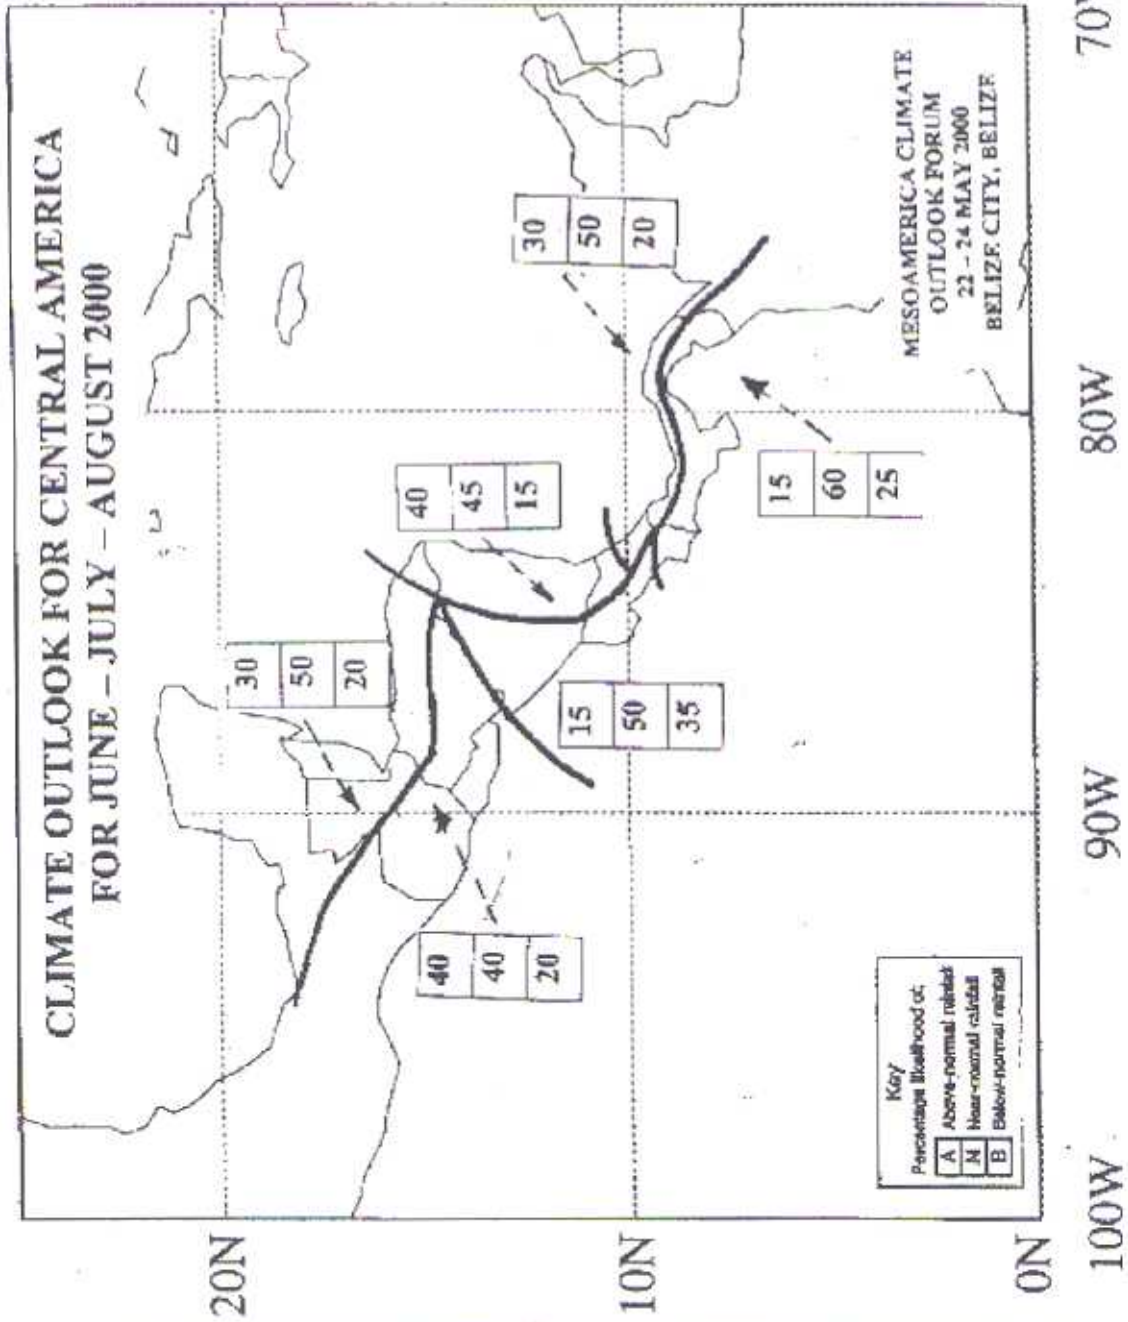 CLIMATE OUTLOOK FOR CENTRAL AMERICA
FOR JUNE – JULY – AUGUST 2000
20N
10N
0N
100W
90W
80W
30
50
20
40
45
15
30
50
20
40
40
20
15
50
35
15
60
25
Key
Percentage likelihood of:
A Above-normal rainfall
N Near-normal rainfall
B Below-normal rainfall
MESOAMERICA CLIMATE
OUTLOOK FORUM
22 – 24 MAY 2000
BELIZE CITY, BELIZE
70W